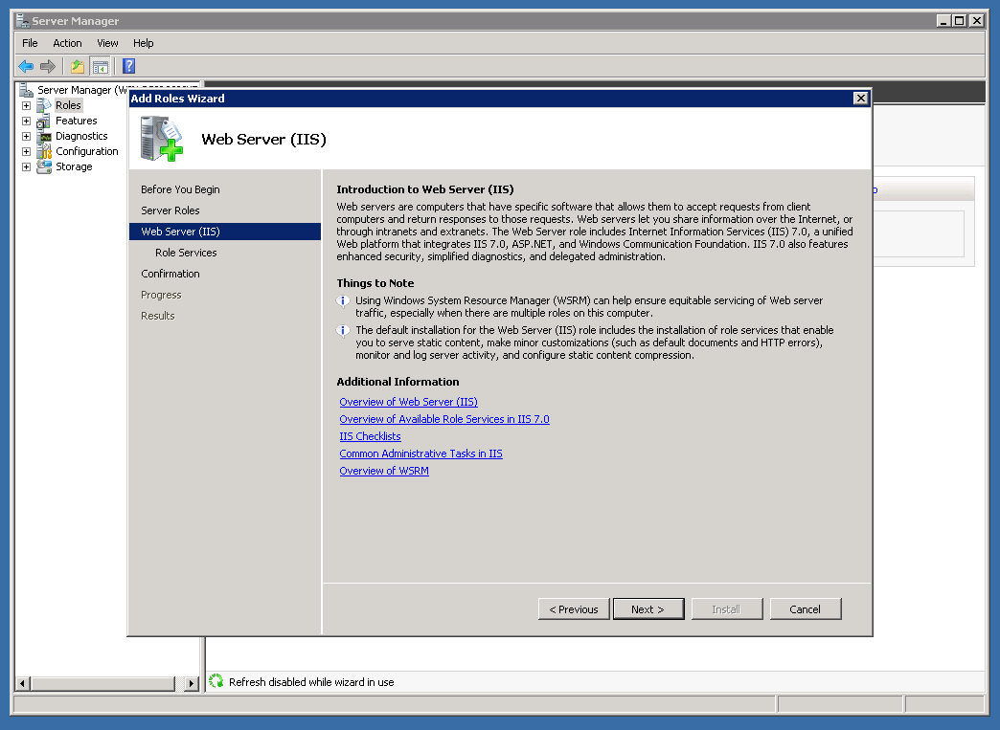 Server Manager
File Action View Help
Server Manager
Roles
Features
Diagnostics
Configuration
Storage
Add Roles Wizard
Web Server (IIS)
Before You Begin
Server Roles
Web Server (IIS)
Role Services
Confirmation
Progress
Results
Introduction to Web Server (IIS)
Web servers are computers that have specific software that allows them to accept requests from client
computers and return responses to those requests. Web servers let you share information over the Internet, or
through intranets and extranets. The Web Server role includes Internet Information Services (IIS) 7.0, a unified
Web platform that integrates IIS 7.0, ASP.NET, and Windows Communication Foundation. IIS 7.0 also features
enhanced security, simplified diagnostics, and delegated administration.
Things to Note
Using Windows System Resource Manager (WSRM) can help ensure equitable servicing of Web server
traffic, especially when there are multiple roles on this computer.
The default installation for the Web Server (IIS) role includes the installation of role services that enable
you to serve static content, make minor customizations (such as default documents and HTTP errors),
monitor and log server activity, and configure static content compression.
Additional Information
Overview of Web Server (IIS)
Overview of Available Role Services in IIS 7.0
IIS Checklists
Common Administrative Tasks in IIS
Overview of WSRM
< Previous Next > Install Cancel
Refresh disabled while wizard in use